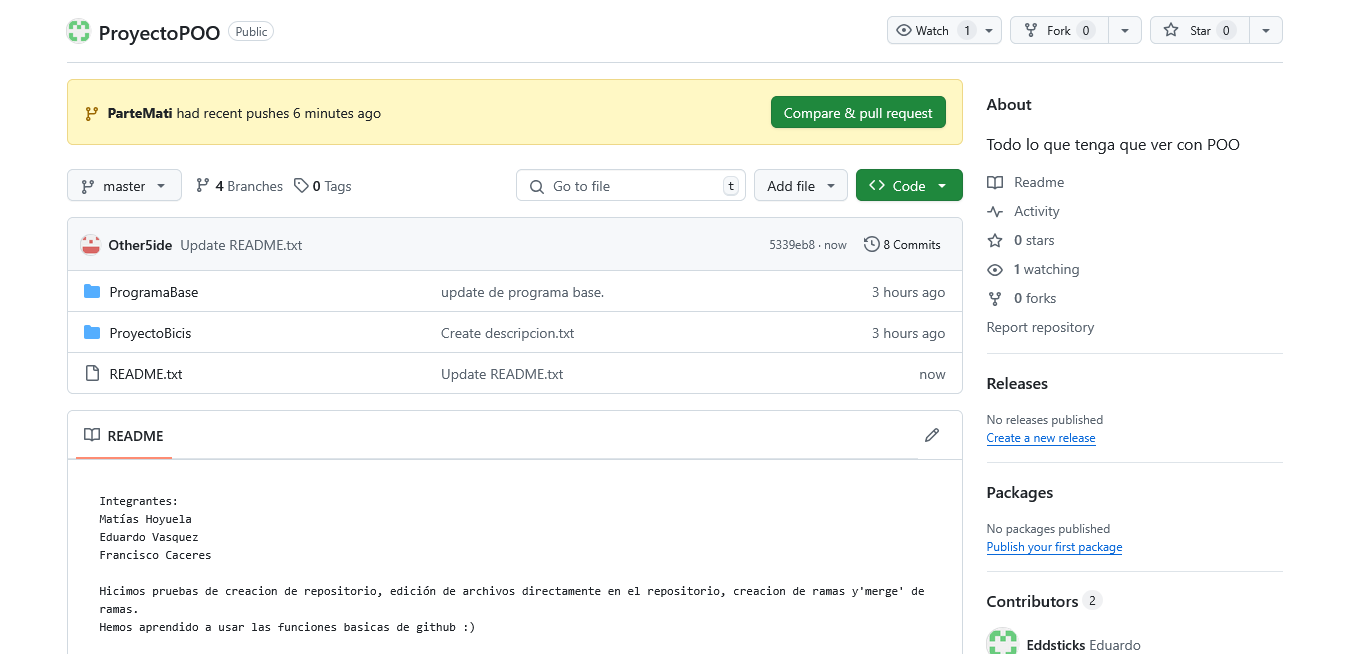 ProyectoPOO Public
Watch 1
Fork 0
Star 0
ParteMati had recent pushes 6 minutes ago
Compare & pull request
master
4 Branches
0 Tags
Go to file
t
Add file
Code
Other5ide Update README.txt
5339eb8 · now
8 Commits
ProgramaBase
update de programa base.
3 hours ago
ProyectoBicis
Create descripcion.txt
3 hours ago
README.txt
Update README.txt
now
README
Integrantes:
Matías Hoyuela
Eduardo Vasquez
Francisco Caceres
Hicimos pruebas de creacion de repositorio, edición de archivos directamente en el repositorio, creacion de ramas y'merge' de
ramas.
Hemos aprendido a usar las funciones basicas de github :)
About
Todo lo que tenga que ver con POO
Readme
Activity
0 stars
1 watching
0 forks
Report repository
Releases
No releases published
Create a new release
Packages
No packages published
Publish your first package
Contributors 2
Eddsticks Eduardo